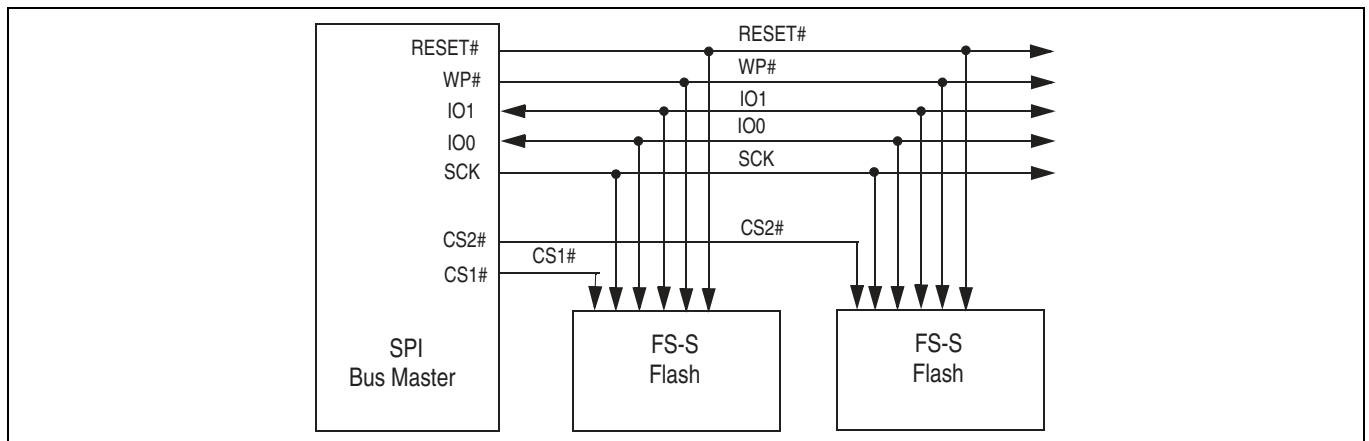 RESET#
RESET#
WP#
WP#
IO1
IO1
IO0
IO0
SCK
SCK
CS2#
CS2#
CS1#
CS1#
SPI
Bus Master
FS-S
Flash
FS-S
Flash